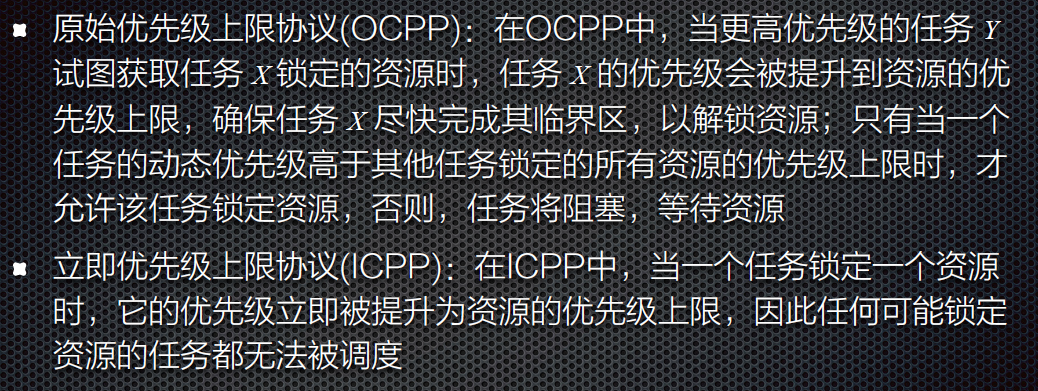 原始优先级上限协议(OCPP)：在OCPP中，当更高优先级的任务 Y
试图获取任务 X 锁定的资源时，任务 X 的优先级会被提升到资源的优
先级上限，确保任务 X 尽快完成其临界区，以解锁资源；只有当一个
任务的动态优先级高于其他任务锁定的所有资源的优先级上限时，才
允许该任务锁定资源，否则，任务将阻塞，等待资源
立即优先级上限协议(ICPP)：在ICPP中，当一个任务锁定一个资源
时，它的优先级立即被提升为资源的优先级上限，因此任何可能锁定
资源的任务都无法被调度